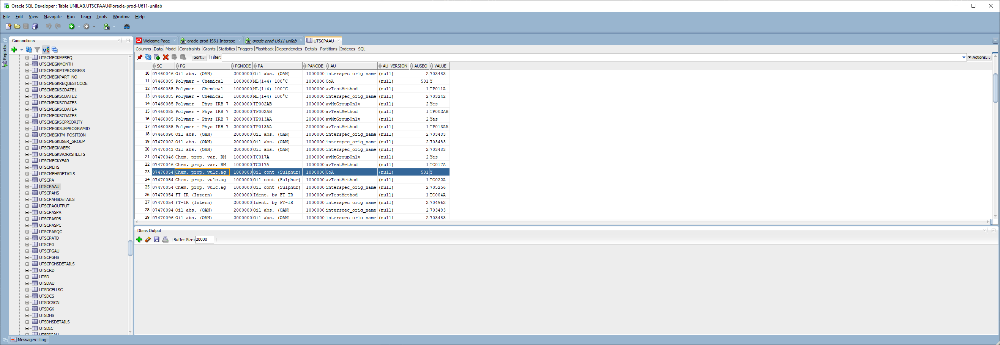 Oracle SQL Developer : Table UNILAB.UTSCPAAU@oracle-prod-U611-unilab
File Edit View Navigate Run Team Tools Window Help
Reports
Connections
UTSCMEGKMESEQ
UTSCMEGKMONTH
UTSCMEGKMTPROGRESS
UTSCMEGKPART_NO
UTSCMEGKREQUESTCODE
UTSCMEGKSCDATE1
UTSCMEGKSCDATE2
UTSCMEGKSCDATE3
UTSCMEGKSCDATE4
UTSCMEGKSCDATE5
UTSCMEGKSCPRIORITY
UTSCMEGKSUBPROGRAMID
UTSCMEGKTM_POSITION
UTSCMEGKUSER_GROUP
UTSCMEGKWEEK
UTSCMEGKWORKSHEETS
UTSCMEGKYEAR
UTSCMEHS
UTSCMEHSDETAILS
UTSCPA
UTSCPAAU
UTSCPAHS
UTSCPAHSDETAILS
UTSCPAOUTPUT
UTSCPASPA
UTSCPASPB
UTSCPASPC
UTSCPASQC
UTSCPATD
UTSCPG
UTSCPGAU
UTSCPGHS
UTSCPGHSDETAILS
UTSCRD
UTSD
UTSDAU
UTSDCELLSC
UTSDCS
UTSDCSCN
UTSDGK
UTSDHS
UTSDHSDETAILS
UTSDIC
UTSDICAU
Welcome Page oracle-prod-IS61-Interspc oracle-prod-U611-unilab UTSCPAAU
Columns Data Model Constraints Grants Statistics Triggers Flashback Dependencies Details Partitions Indexes SQL
Sort.. Filter: Actions...
SC PG PGNODE PA PANODE AU AU_VERSION AUSEQ VALUE
10 07460046 Oil abs. (OAN) 2000000 Oil abs. (OAN) 1000000 interspec_orig_name (null) 2 703483
11 07460085 Polymer - Chemical 1000000 ML(1+4) 100°C 1000000 CoA (null) 501 Y
12 07460085 Polymer - Chemical 1000000 ML(1+4) 100°C 1000000 avTestMethod (null) 1 TP011A
13 07460085 Polymer - Chemical 1000000 ML(1+4) 100°C 1000000 interspec_orig_name (null) 2 703242
14 07460085 Polymer - Phys IRB 7 2000000 TP002AB 1000000 avMtGroupOnly (null) 2 Yes
15 07460085 Polymer - Phys IRB 7 2000000 TP002AB 1000000 avTestMethod (null) 1 TP002AB
16 07460085 Polymer - Phys IRB 7 2000000 TP013AA 2000000 avMtGroupOnly (null) 2 Yes
17 07460085 Polymer - Phys IRB 7 2000000 TP013AA 2000000 avTestMethod (null) 1 TP013AA
18 07460090 Oil abs. (OAN) 2000000 Oil abs. (OAN) 1000000 interspec_orig_name (null) 2 703483
19 07470002 Oil abs. (OAN) 2000000 Oil abs. (OAN) 1000000 interspec_orig_name (null) 2 703483
20 07470043 Oil abs. (OAN) 2000000 Oil abs. (OAN) 1000000 interspec_orig_name (null) 2 703483
21 07470046 Chem. prop. var. RM 1000000 TC017A 1000000 avMtGroupOnly (null) 2 Yes
22 07470046 Chem. prop. var. RM 1000000 TC017A 1000000 avTestMethod (null) 1 TC017A
23 07470054 Chem. prop. vulc.ag 1000000 Oil cont (Sulphur) 1000000 CoA (null) 501 Y
24 07470054 Chem. prop. vulc.ag 1000000 Oil cont (Sulphur) 1000000 avTestMethod (null) 1 TC022A
25 07470054 Chem. prop. vulc.ag 1000000 Oil cont (Sulphur) 1000000 interspec_orig_name (null) 2 705256
26 07470054 FT-IR (Intern) 2000000 Ident. by FT-IR 1000000 avTestMethod (null) 1 TC004A
27 07470054 FT-IR (Intern) 2000000 Ident. by FT-IR 1000000 interspec_orig_name (null) 2 704962
28 07470094 Oil abs. (OAN) 2000000 Oil abs. (OAN) 1000000 interspec_orig_name (null) 2 703483
29 07470096 Oil abs. (OAN) 2000000 Oil abs. (OAN) 1000000 interspec_orig_name (null) 2 703483
Dbms Output
Buffer Size: 20000
Messages - Log